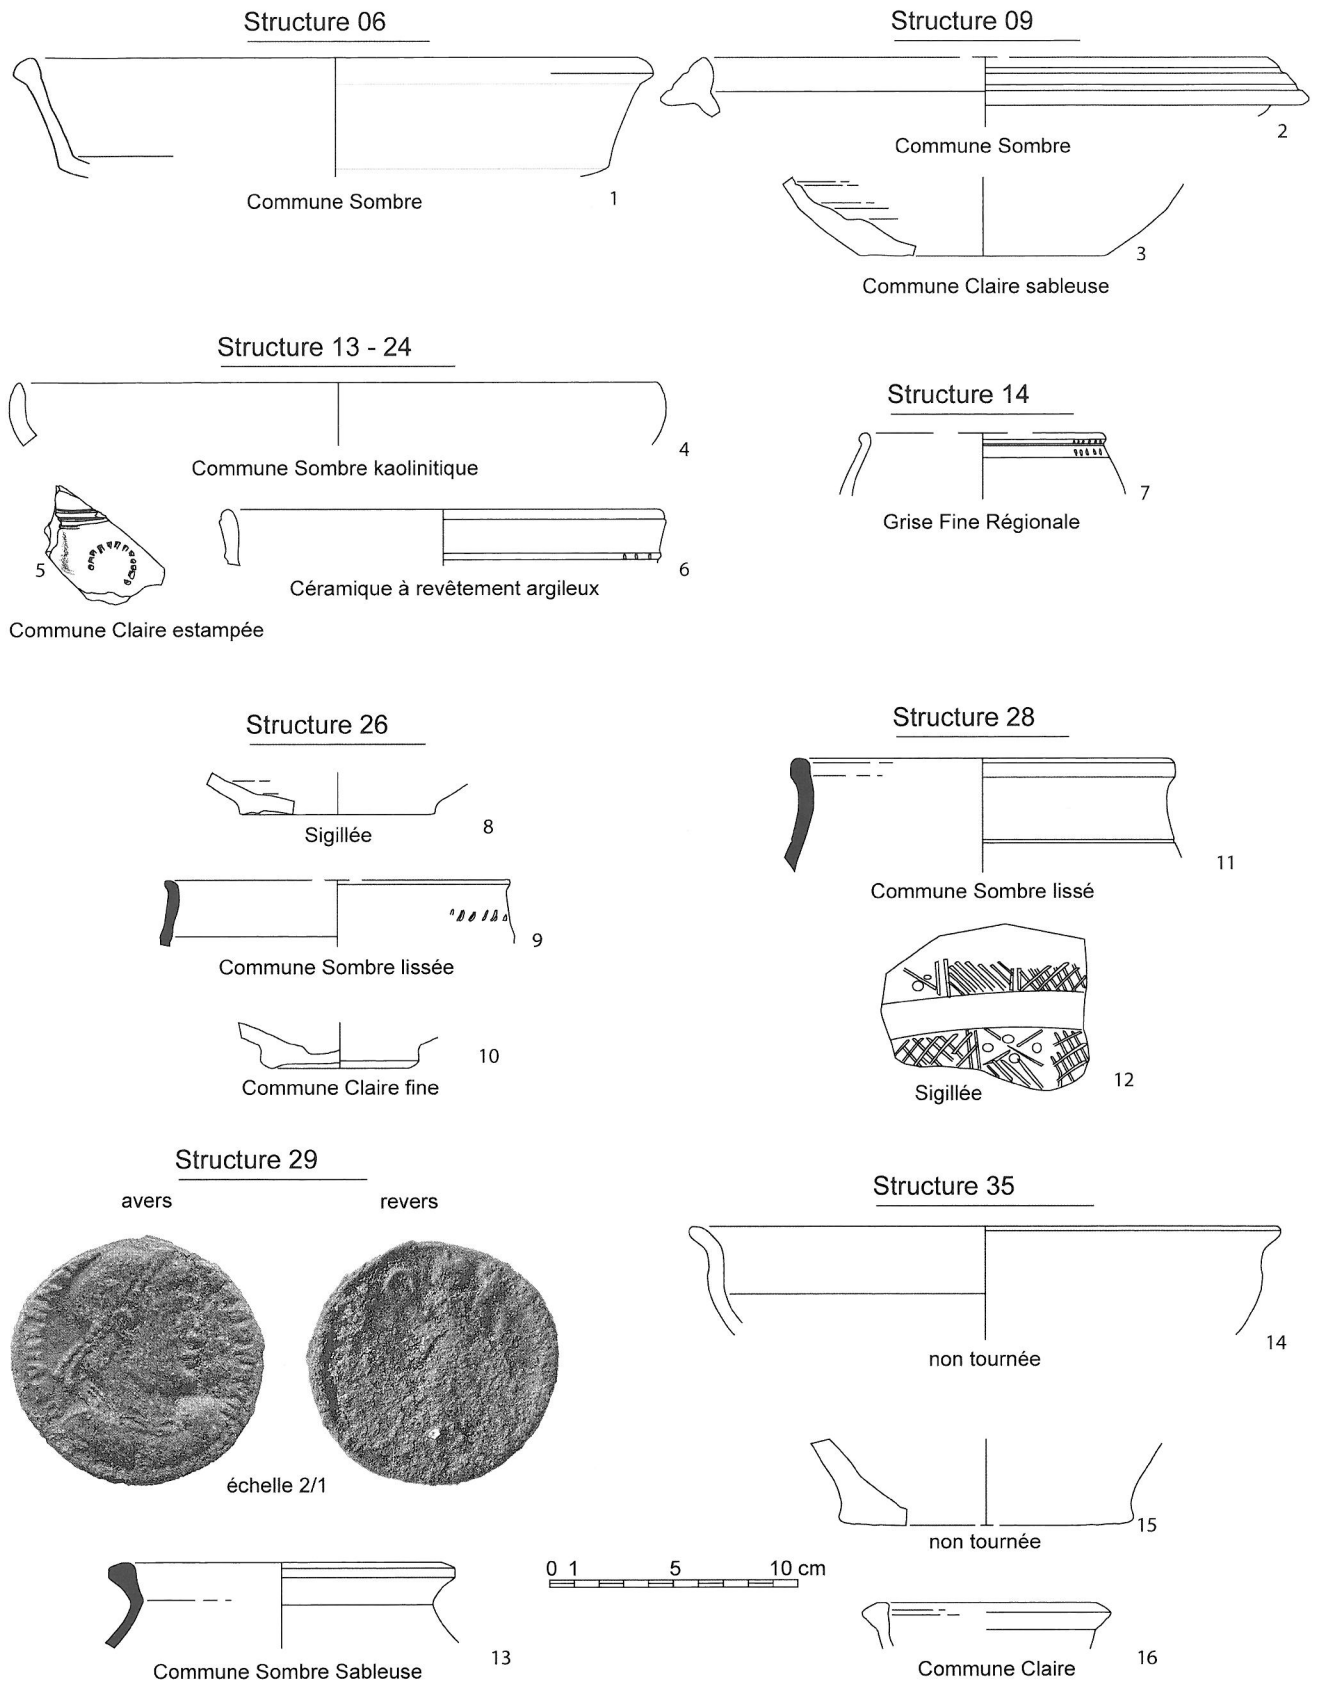 Structure 06
Commune Sombre
1
Structure 09
2
Commune Sombre
3
Commune Claire sableuse
Structure 13 - 24
4
Commune Sombre kaolinitique
5
Commune Claire estampée
6
Céramique à revêtement argileux
Structure 14
7
Grise Fine Régionale
Structure 26
8
Sigillée
9
Commune Sombre lissée
10
Commune Claire fine
Structure 28
11
Commune Sombre lissé
12
Sigillée
Structure 29
avers
revers
échelle 2/1
13
Commune Sombre Sableuse
0 1 5 10 cm
Structure 35
14
non tournée
15
non tournée
16
Commune Claire